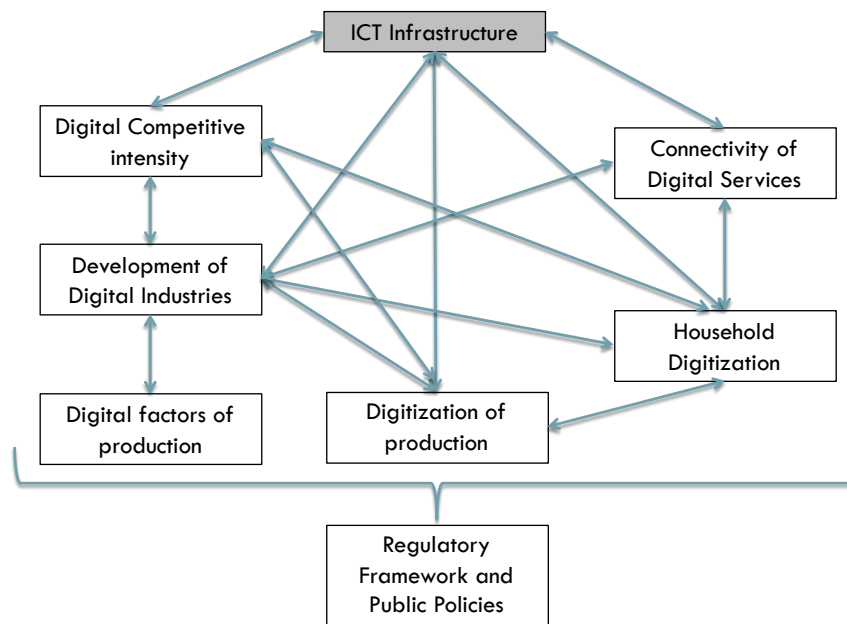 ICT Infrastructure
Digital Competitive
intensity
Connectivity of
Digital Services
Development of
Digital Industries
Household
Digitization
Digital factors of
production
Digitization of
production
Regulatory
Framework and
Public Policies